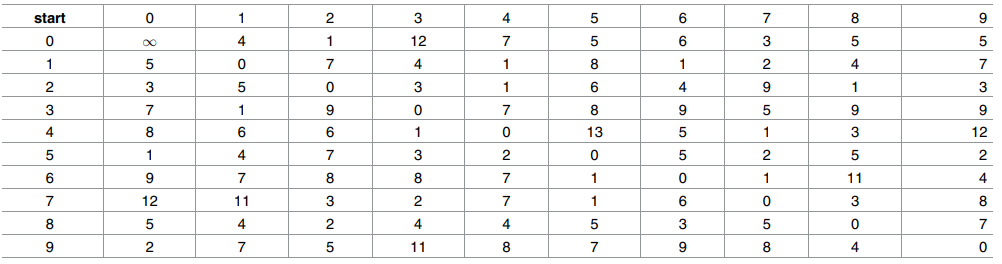 start 0 1 2 3 4 5 6 7 8 9
0 ∞ 4 1 12 7 5 6 3 5 5
1 5 0 7 4 1 8 1 2 4 7
2 3 5 0 3 1 6 4 9 1 3
3 7 1 9 0 7 8 9 5 9 9
4 8 6 6 1 0 13 5 1 3 12
5 1 4 7 3 2 0 5 2 5 2
6 9 7 8 8 7 1 0 1 11 4
7 12 11 3 2 7 1 6 0 3 8
8 5 4 2 4 4 5 3 5 0 7
9 2 7 5 11 8 7 9 8 4 0